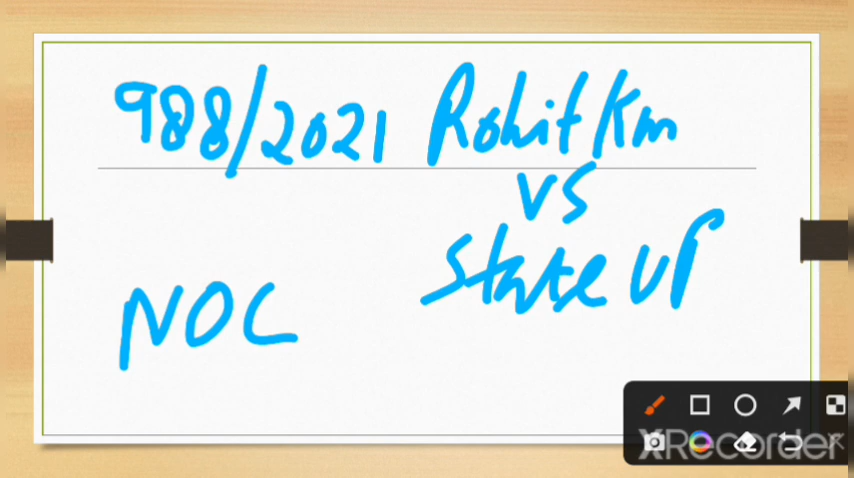 988/2021 Rohit Km
VS
State UP
NOC
XRecorder